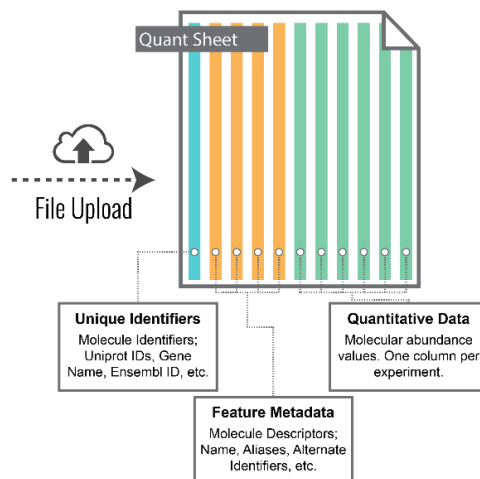 Quant Sheet
File Upload
Unique Identifiers
Molecule Identifiers;
Uniprot IDs, Gene
Name, Ensembl ID, etc.
Quantitative Data
Molecular abundance
values. One column per
experiment.
Feature Metadata
Molecule Descriptors;
Name, Aliases, Alternate
Identifiers, etc.